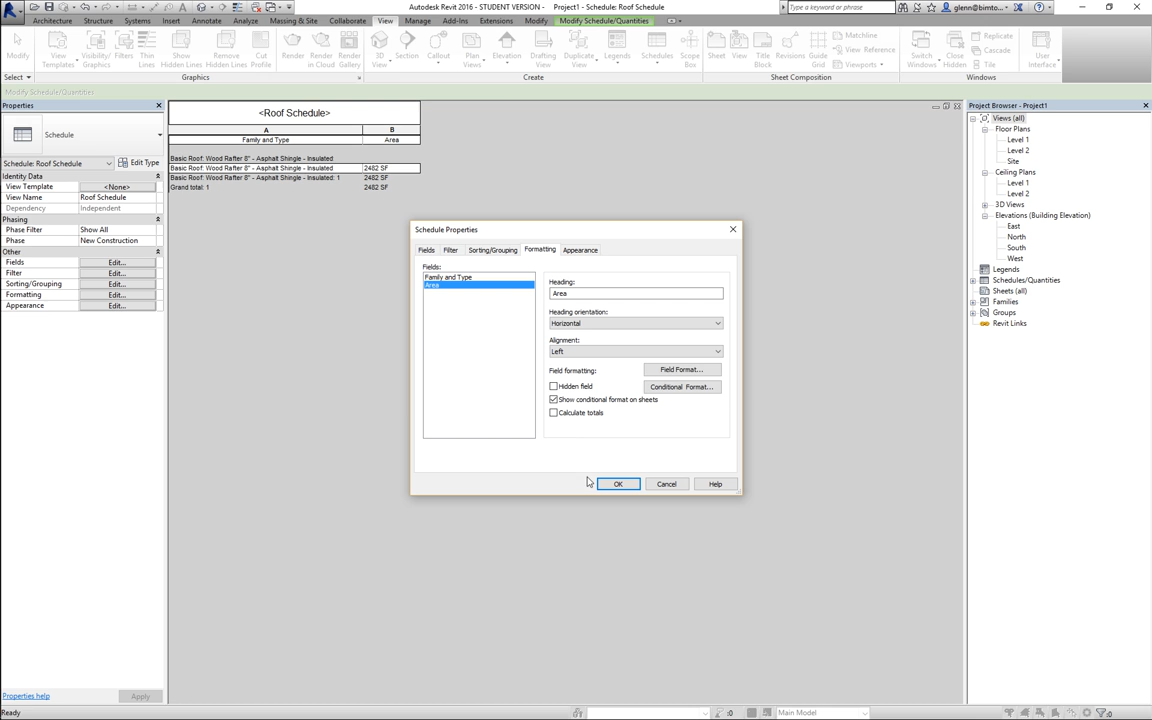 Autodesk Revit 2016 - STUDENT VERSION - Project1 - Schedule: Roof Schedule
Type a keyword or phrase
glenn@bimto...
Architecture Structure Systems Insert Annotate Analyze Massing & Site Collaborate View Manage Add-Ins Extensions Modify Modify Schedule/Quantities
Modify View Templates Visibility/ Graphics Filters Thin Lines Show Hidden Lines Remove Hidden Lines Cut Profile Render Render in Cloud Render Gallery 3D View Section Callout Plan Views Elevation Drafting View Duplicate View Legends Schedules Scope Box Sheet View Title Block Revisions Guide Grid Matchline View Reference Viewports Switch Windows Close Hidden Replicate Cascade Tile User Interface
Select Graphics Create Sheet Composition Windows
Modify Schedule/Quantities
Properties
Schedule
Schedule: Roof Schedule Edit Type
Identity Data
View Template <None>
View Name Roof Schedule
Dependency Independent
Phasing
Phase Filter Show All
Phase New Construction
Other
Fields Edit...
Filter Edit...
Sorting/Grouping Edit...
Formatting Edit...
Appearance Edit...
Properties help Apply
<Roof Schedule>
A B
Family and Type Area
Basic Roof: Wood Rafter 8" - Asphalt Shingle - Insulated
Basic Roof: Wood Rafter 8" - Asphalt Shingle - Insulated 2482 SF
Basic Roof: Wood Rafter 8" - Asphalt Shingle - Insulated: 1 2482 SF
Grand total: 1 2482 SF
Schedule Properties
Fields Filter Sorting/Grouping Formatting Appearance
Fields:
Family and Type
Area
Heading:
Area
Heading orientation:
Horizontal
Alignment:
Left
Field formatting: Field Format...
Hidden field Conditional Format...
Show conditional format on sheets
Calculate totals
OK Cancel Help
Project Browser - Project1
Views (all)
Floor Plans
Level 1
Level 2
Site
Ceiling Plans
Level 1
Level 2
3D Views
Elevations (Building Elevation)
East
North
South
West
Legends
Schedules/Quantities
Sheets (all)
Families
Groups
Revit Links
Ready :0 Main Model :0